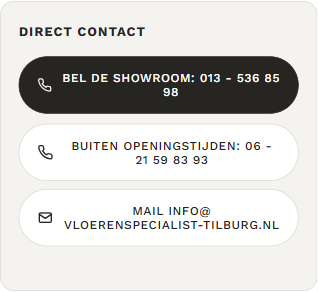 DIRECT CONTACT
BEL DE SHOWROOM: 013 - 536 85
98
BUITEN OPENINGSTIJDEN: 06 -
21 59 83 93
MAIL INFO@
VLOERENSPECIALIST-TILBURG.NL